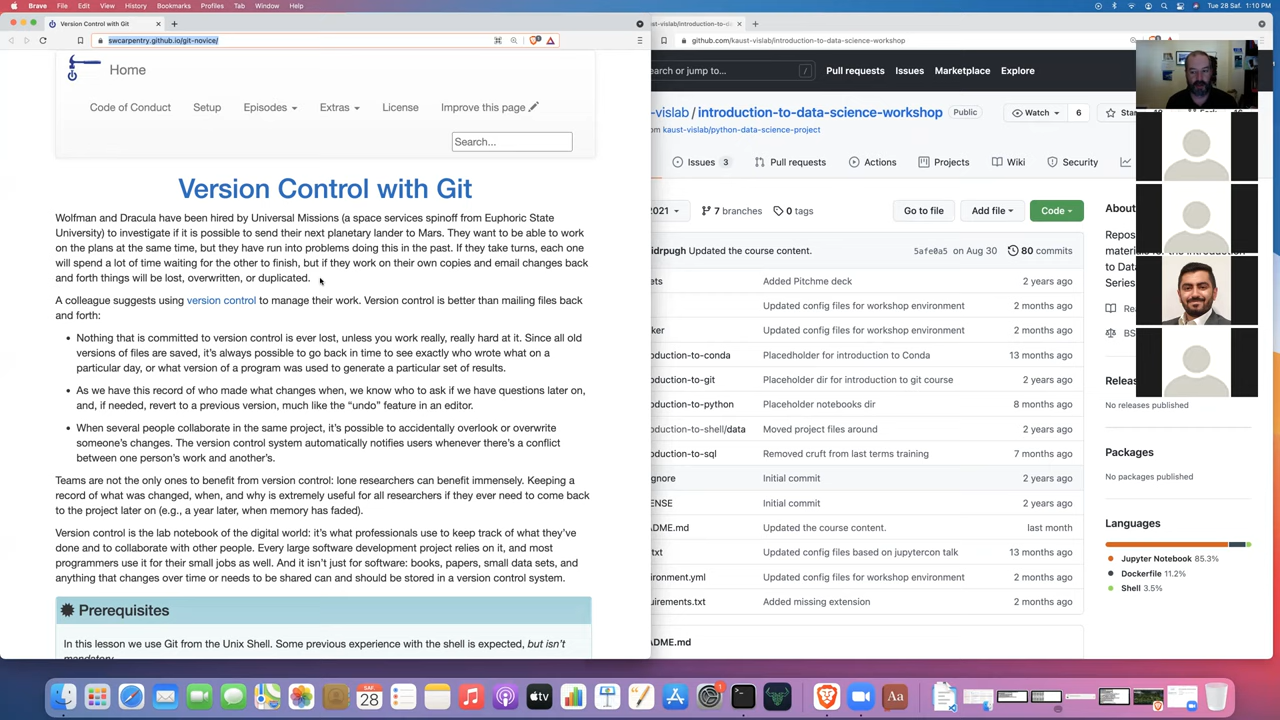 Brave File Edit View History Bookmarks Profiles Tab Window Help
Tue 28 Saf. 1:10 PM
Version Control with Git
swcarpentry.github.io/git-novice/
Home
Code of Conduct Setup Episodes Extras License Improve this page
Search...
Version Control with Git
Wolfman and Dracula have been hired by Universal Missions (a space services spinoff from Euphoric State
University) to investigate if it is possible to send their next planetary lander to Mars. They want to be able to work
on the plans at the same time, but they have run into problems doing this in the past. If they take turns, each one
will spend a lot of time waiting for the other to finish, but if they work on their own copies and email changes back
and forth things will be lost, overwritten, or duplicated.
A colleague suggests using version control to manage their work. Version control is better than mailing files back
and forth:
• Nothing that is committed to version control is ever lost, unless you work really, really hard at it. Since all old
versions of files are saved, it's always possible to go back in time to see exactly who wrote what on a
particular day, or what version of a program was used to generate a particular set of results.
• As we have this record of who made what changes when, we know who to ask if we have questions later on,
and, if needed, revert to a previous version, much like the “undo” feature in an editor.
• When several people collaborate in the same project, it's possible to accidentally overlook or overwrite
someone's changes. The version control system automatically notifies users whenever there's a conflict
between one person's work and another's.
Teams are not the only ones to benefit from version control: lone researchers can benefit immensely. Keeping a
record of what was changed, when, and why is extremely useful for all researchers if they ever need to come back
to the project later on (e.g., a year later, when memory has faded).
Version control is the lab notebook of the digital world: it's what professionals use to keep track of what they've
done and to collaborate with other people. Every large software development project relies on it, and most
programmers use it for their small jobs as well. And it isn't just for software: books, papers, small data sets, and
anything that changes over time or needs to be shared can and should be stored in a version control system.
Prerequisites
In this lesson we use Git from the Unix Shell. Some previous experience with the shell is expected, but isn't
mandatory.
-vislab/introduction-to-d
github.com/kaust-vislab/introduction-to-data-science-workshop
earch or jump to... / Pull requests Issues Marketplace Explore
-vislab/introduction-to-data-science-workshop Public Watch 6 Star
om kaust-vislab/python-data-science-project
Issues 3 Pull requests Actions Projects Wiki Security
2021 7 branches 0 tags Go to file Add file Code
idrpugh Updated the course content. 5afe0a5 on Aug 30 80 commits
ets Added Pitchme deck 2 years ago
Updated config files for workshop environment 2 months ago
ker Updated config files for workshop environment 2 months ago
oduction-to-conda Placedholder for introduction to Conda 13 months ago
oduction-to-git Placeholder dir for introduction to git course 2 years ago
oduction-to-python Placeholder notebooks dir 8 months ago
oduction-to-shell/data Moved project files around 2 years ago
oduction-to-sql Removed cruft from last terms training 7 months ago
gnore Initial commit 2 years ago
ENSE Initial commit 2 years ago
DME.md Updated the course content. last month
.txt Updated config files based on jupytercon talk 13 months ago
ironment.yml Updated config files for workshop environment 2 months ago
uirements.txt Added missing extension 2 months ago
DME.md
About
Repos
materials for the
introduction
to Da
Series
Rea
BS
Releas
No releases published
Packages
No packages published
Languages
Jupyter Notebook 85.3%
Dockerfile 11.2%
Shell 3.5%
SAF.
28
tv
1
Aa